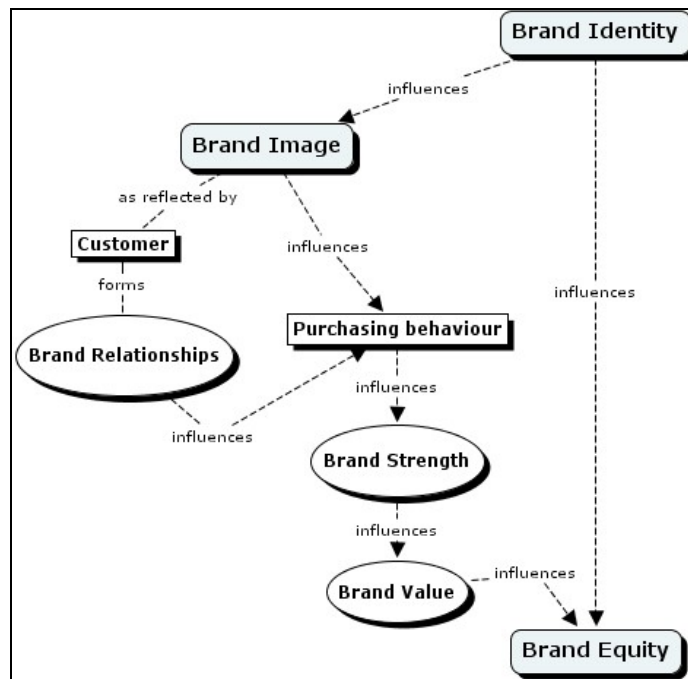 Brand Identity
influences
Brand Image
as reflected by
Customer
influences
forms
influences
Purchasing behaviour
Brand Relationships
influences
influences
Brand Strength
influences
Brand Value
influences
Brand Equity